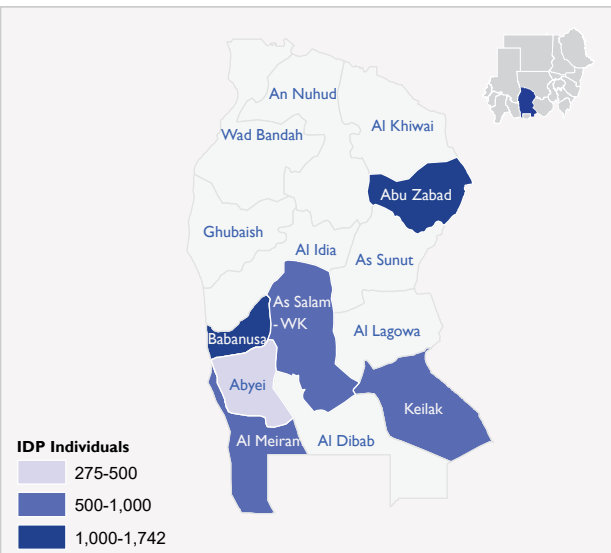 An Nuhud
Al Khiwai
Wad Bandah
Abu Zabad
Ghubaish
Al Idia
As Sunut
As Salam
- WK
Al Lagowa
Babanusa
Abyei
Keilak
Al Meiram
Al Dibab
IDP Individuals
275-500
500-1,000
1,000-1,742